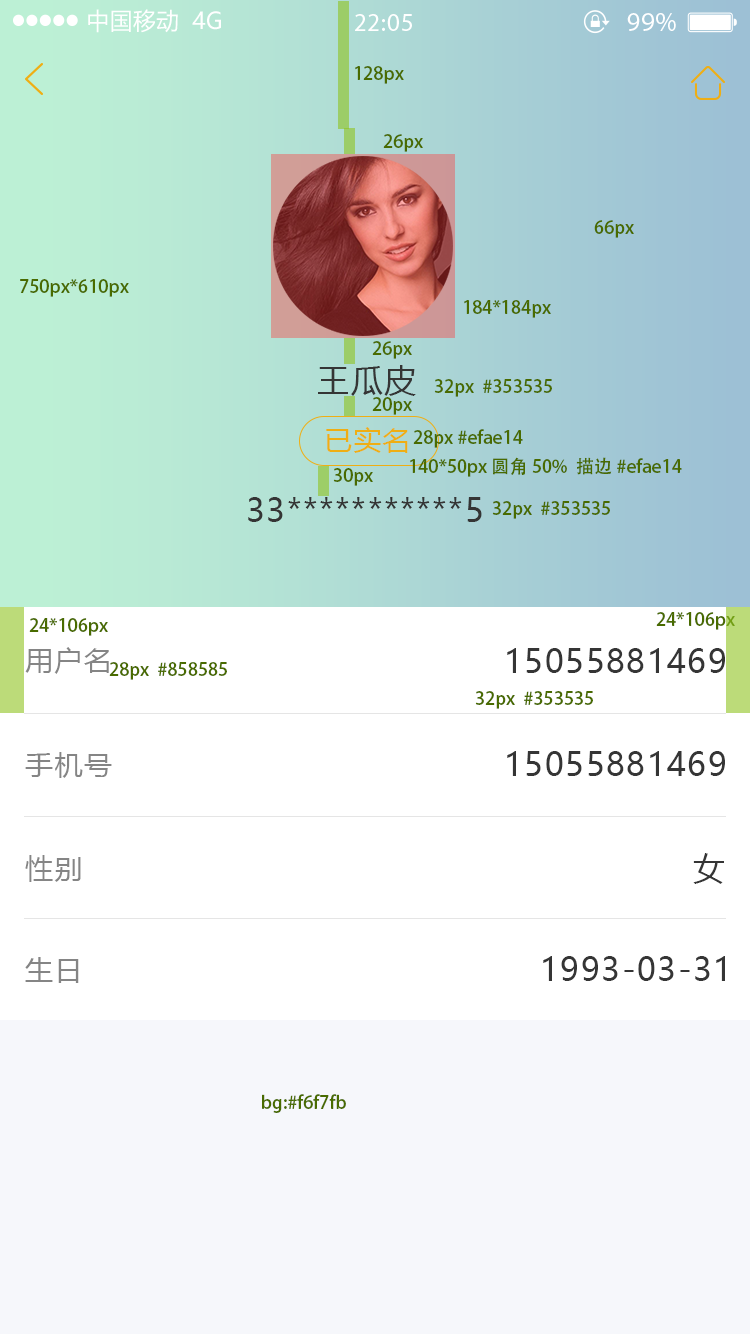 中国移动 4G 22:05 99%
128px
26px
66px
750px*610px
184*184px
26px
王瓜皮 32px #353535
20px
已实名 28px #efae14
140*50px 圆角 50% 描边 #efae14
30px
33***********5 32px #353535
24*106px 24*106px
用户名 28px #858585 15055881469
32px #353535
手机号 15055881469
性别 女
生日 1993-03-31
bg:#f6f7fb